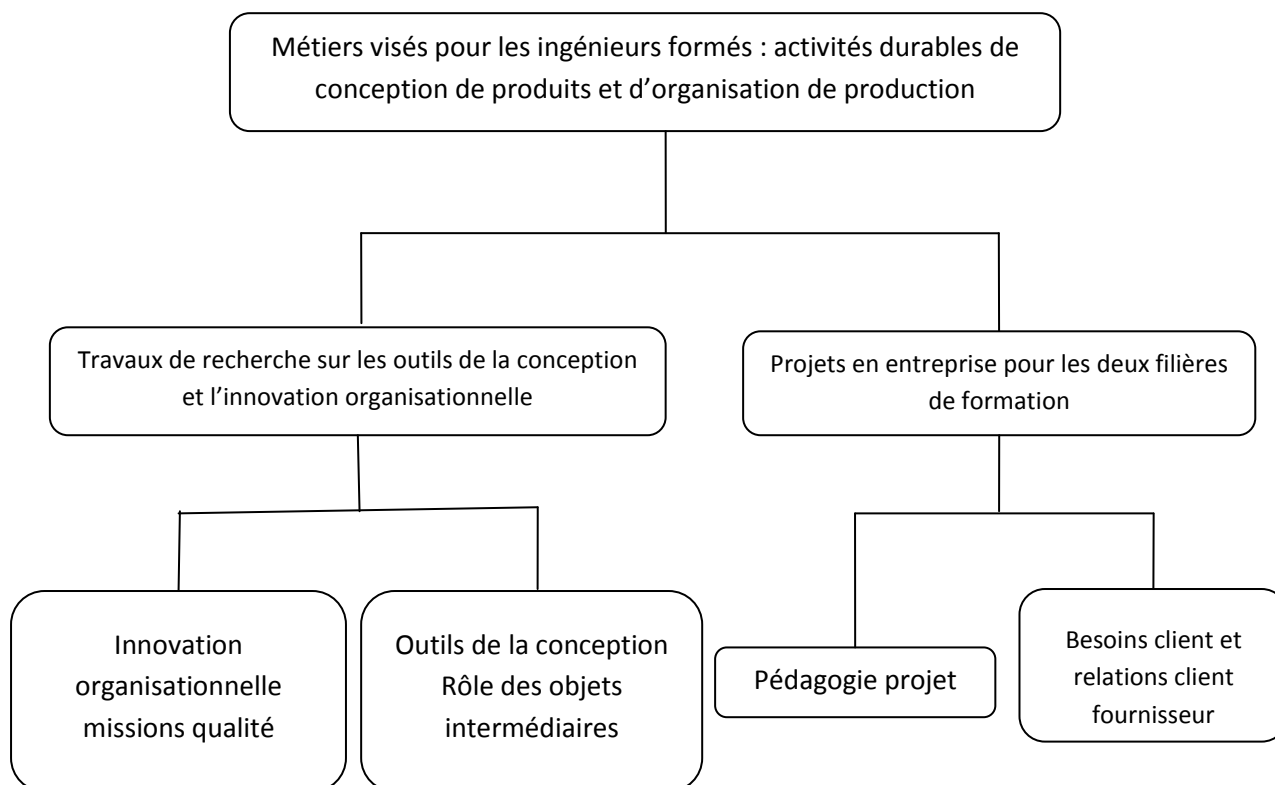 Métiers visés pour les ingénieurs formés : activités durables de
conception de produits et d'organisation de production
Travaux de recherche sur les outils de la conception
et l'innovation organisationnelle
Projets en entreprise pour les deux filières
de formation
Innovation
organisationnelle
missions qualité
Outils de la conception
Rôle des objets
intermédiaires
Pédagogie projet
Besoins client et
relations client
fournisseur